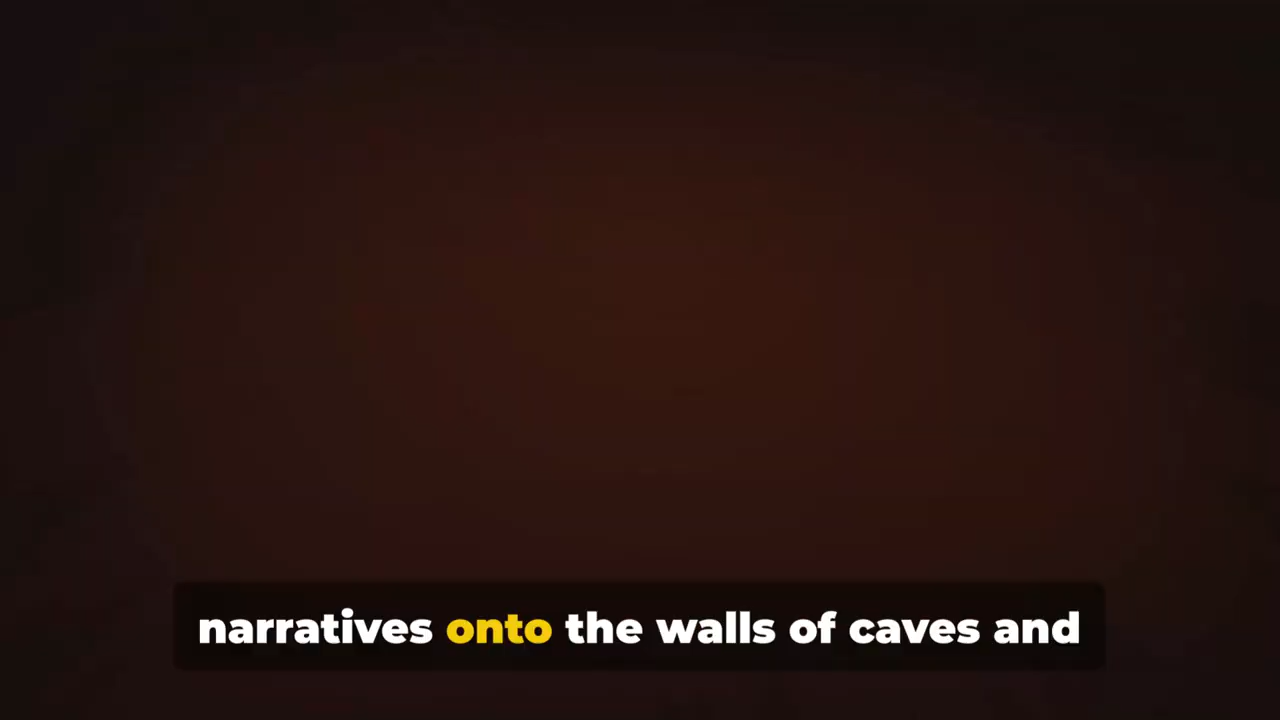 narratives onto the walls of caves and